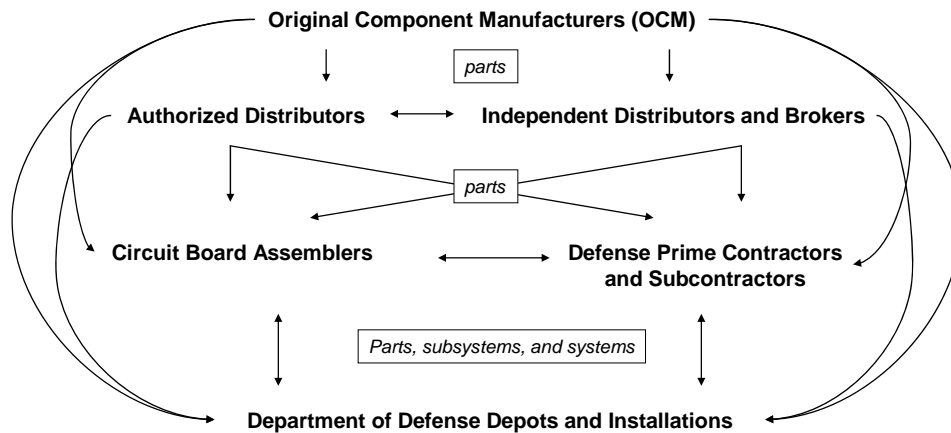 Original Component Manufacturers (OCM)
parts
Authorized Distributors
Independent Distributors and Brokers
parts
Circuit Board Assemblers
Defense Prime Contractors
and Subcontractors
Parts, subsystems, and systems
Department of Defense Depots and Installations